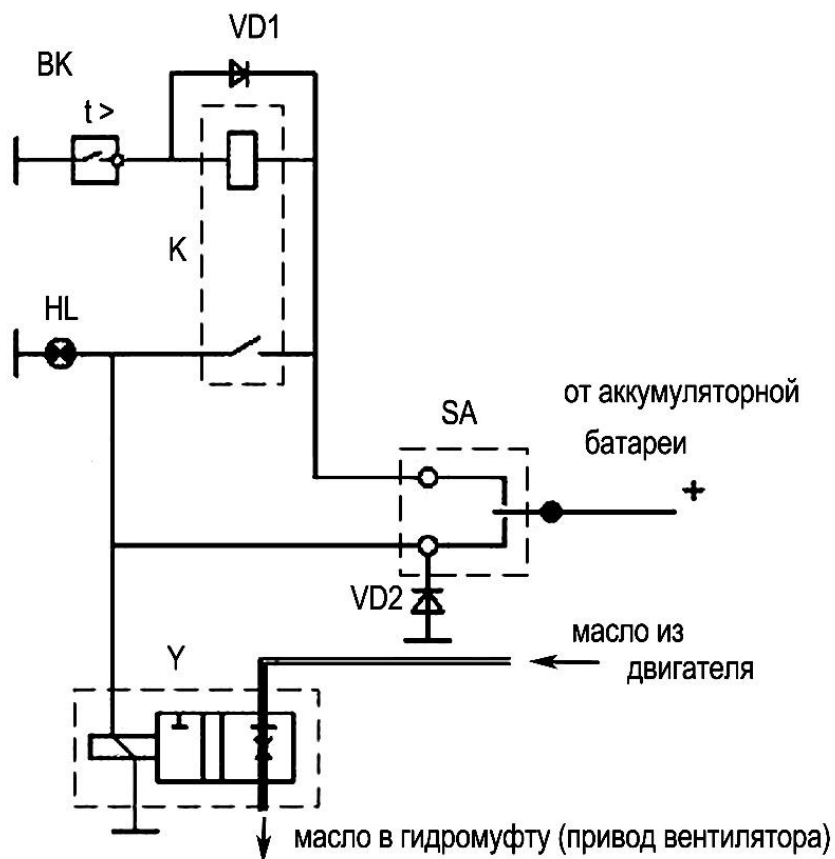 VD1
BK
t >
K
HL
SA
от аккумуляторной
батареи
+
VD2
масло из
двигателя
Y
масло в гидромуфту (привод вентилятора)